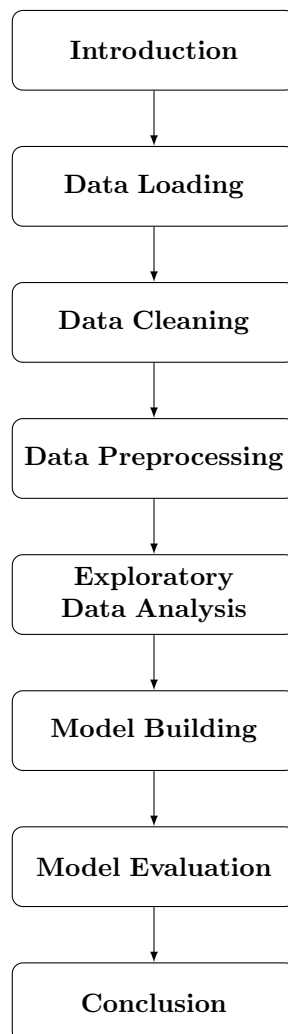 Introduction
Data Loading
Data Cleaning
Data Preprocessing
Exploratory
Data Analysis
Model Building
Model Evaluation
Conclusion